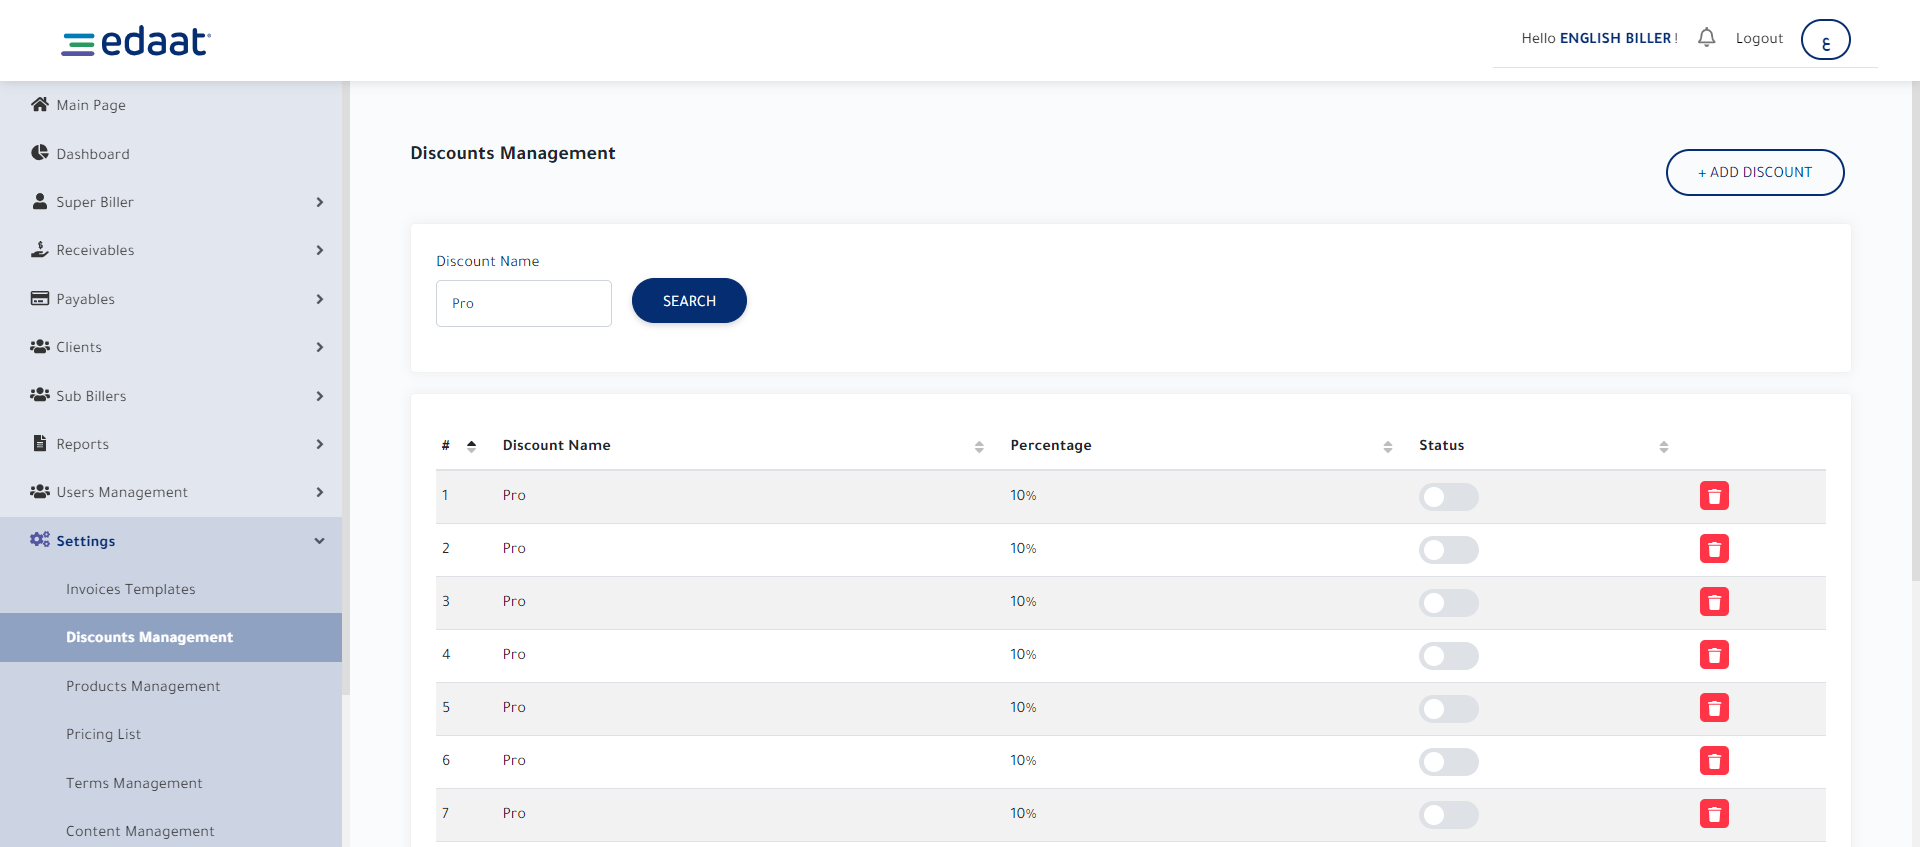 edaat
Hello ENGLISH BILLER !
Logout
ع
Main Page
Dashboard
Super Biller
Receivables
Payables
Clients
Sub Billers
Reports
Users Management
Settings
Invoices Templates
Discounts Management
Products Management
Pricing List
Terms Management
Content Management
Discounts Management
+ ADD DISCOUNT
Discount Name
Pro
SEARCH
# Discount Name Percentage Status
1 Pro 10%
2 Pro 10%
3 Pro 10%
4 Pro 10%
5 Pro 10%
6 Pro 10%
7 Pro 10%